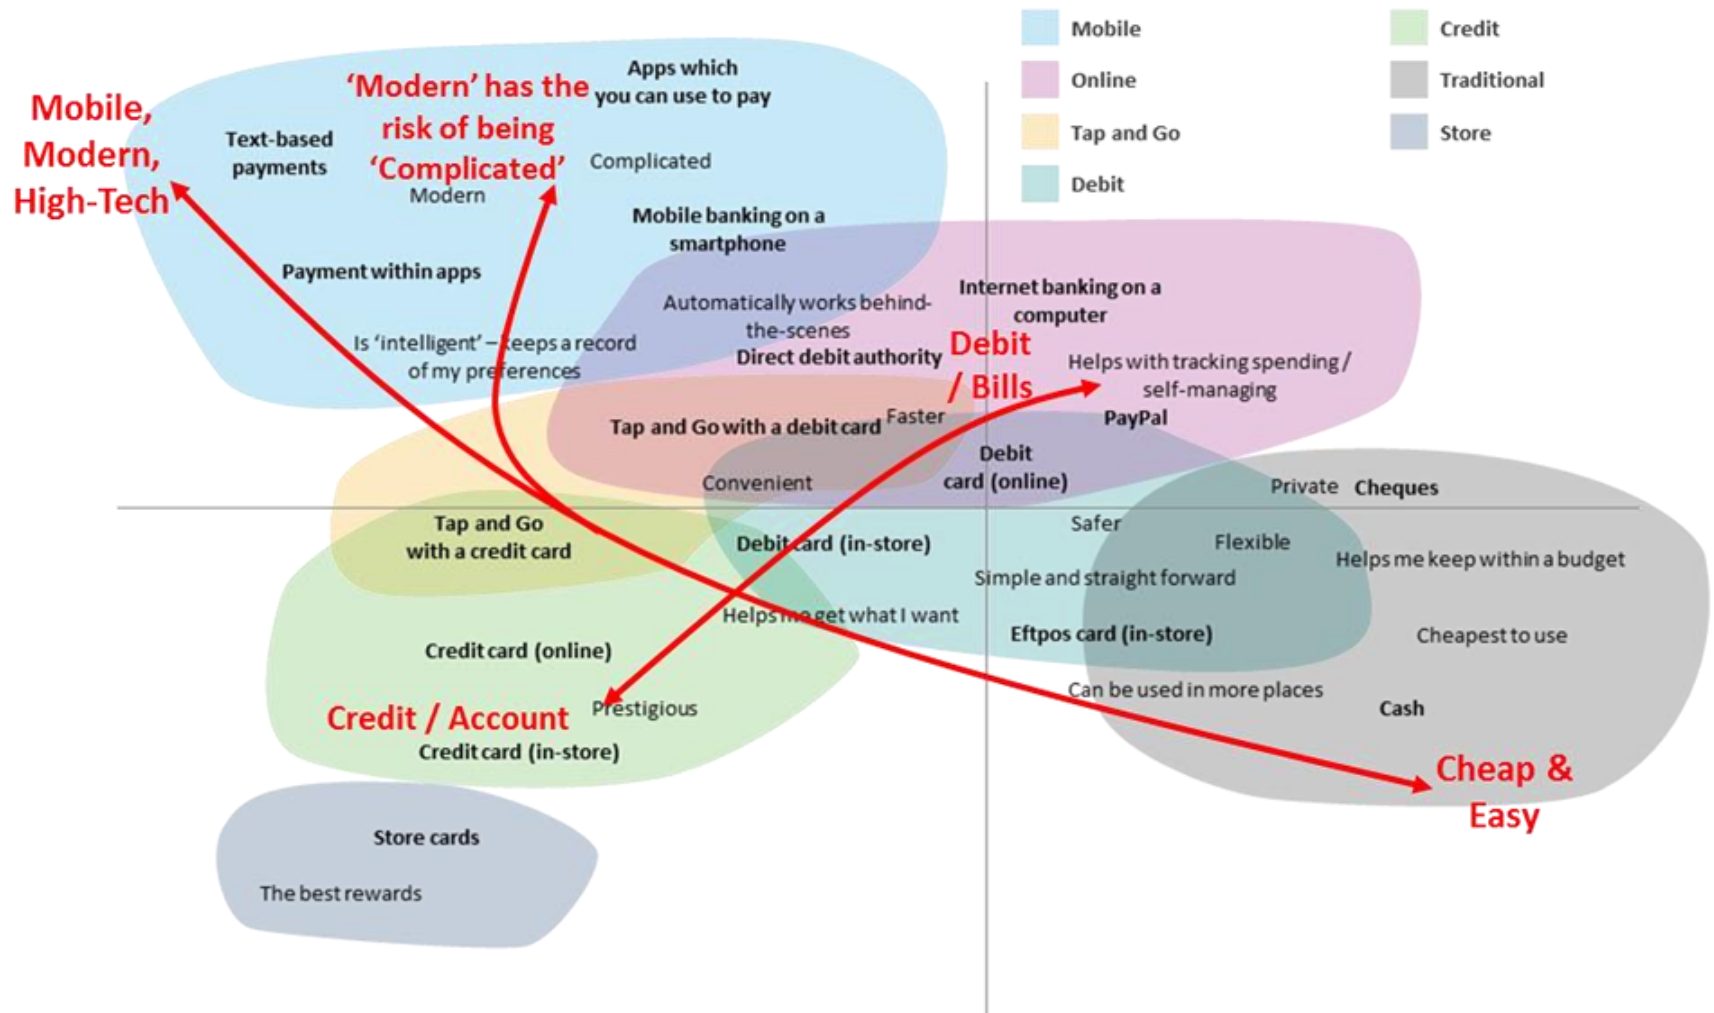 Mobile
Online
Tap and Go
Debit
Credit
Traditional
Store
Mobile,
Modern,
High-Tech
‘Modern’ has the
risk of being
‘Complicated’
Apps which
you can use to pay
Text-based
payments
Complicated
Modern
Mobile banking on a
smartphone
Payment within apps
Internet banking on a
computer
Automatically works behind-
the-scenes
Is ‘intelligent’ – keeps a record
of my preferences
Direct debit authority
Debit
/ Bills
Helps with tracking spending /
self-managing
PayPal
Tap and Go with a debit card
Faster
Debit
card (online)
Convenient
Private
Cheques
Tap and Go
with a credit card
Debit card (in-store)
Safer
Flexible
Helps me keep within a budget
Simple and straight forward
Helps me get what I want
Eftpos card (in-store)
Cheapest to use
Credit card (online)
Can be used in more places
Cash
Credit / Account
Prestigious
Credit card (in-store)
Cheap &
Easy
Store cards
The best rewards